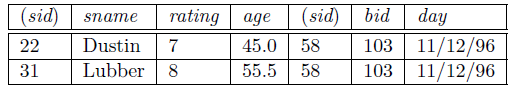 (sid) sname rating age (sid) bid day
22 Dustin 7 45.0 58 103 11/12/96
31 Lubber 8 55.5 58 103 11/12/96